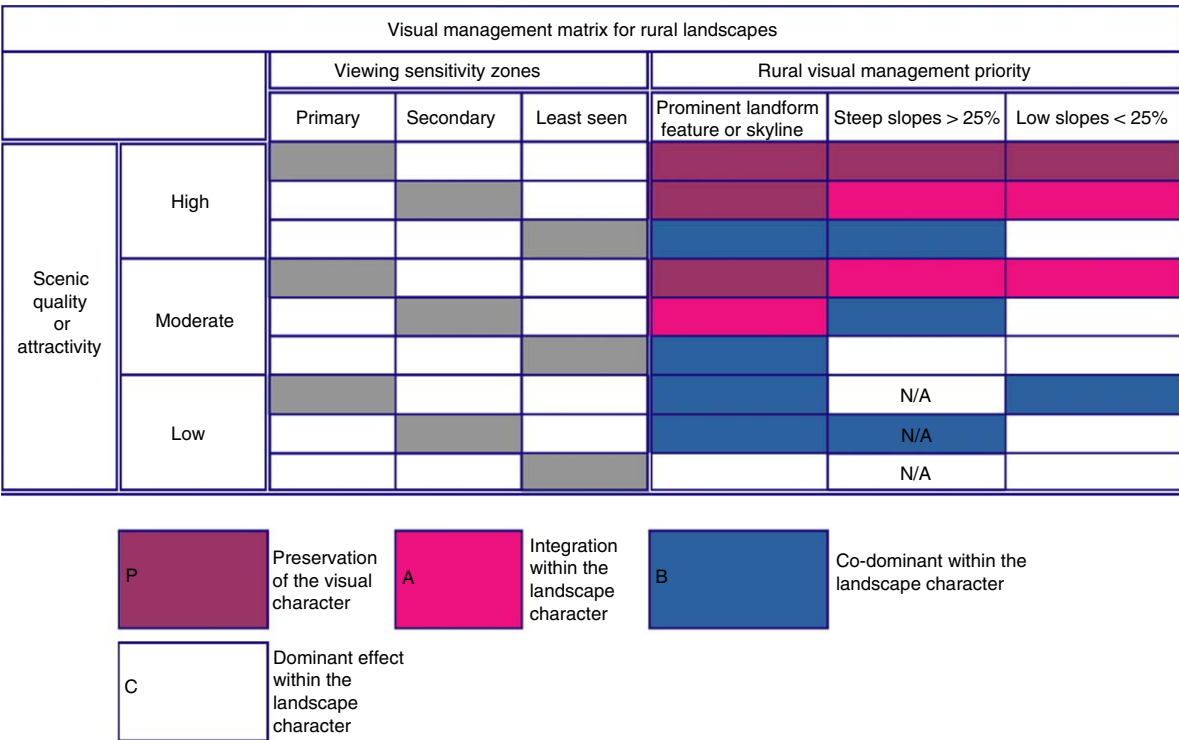 Visual management matrix for rural landscapes
Viewing sensitivity zones
Rural visual management priority
Primary
Secondary
Least seen
Prominent landform
feature or skyline
Steep slopes > 25%
Low slopes < 25%
Scenic
quality
or
attractivity
High
Moderate
Low
N/A
N/A
N/A
P
Preservation
of the visual
character
A
Integration
within the
landscape
character
B
Co-dominant within the
landscape character
C
Dominant effect
within the
landscape
character